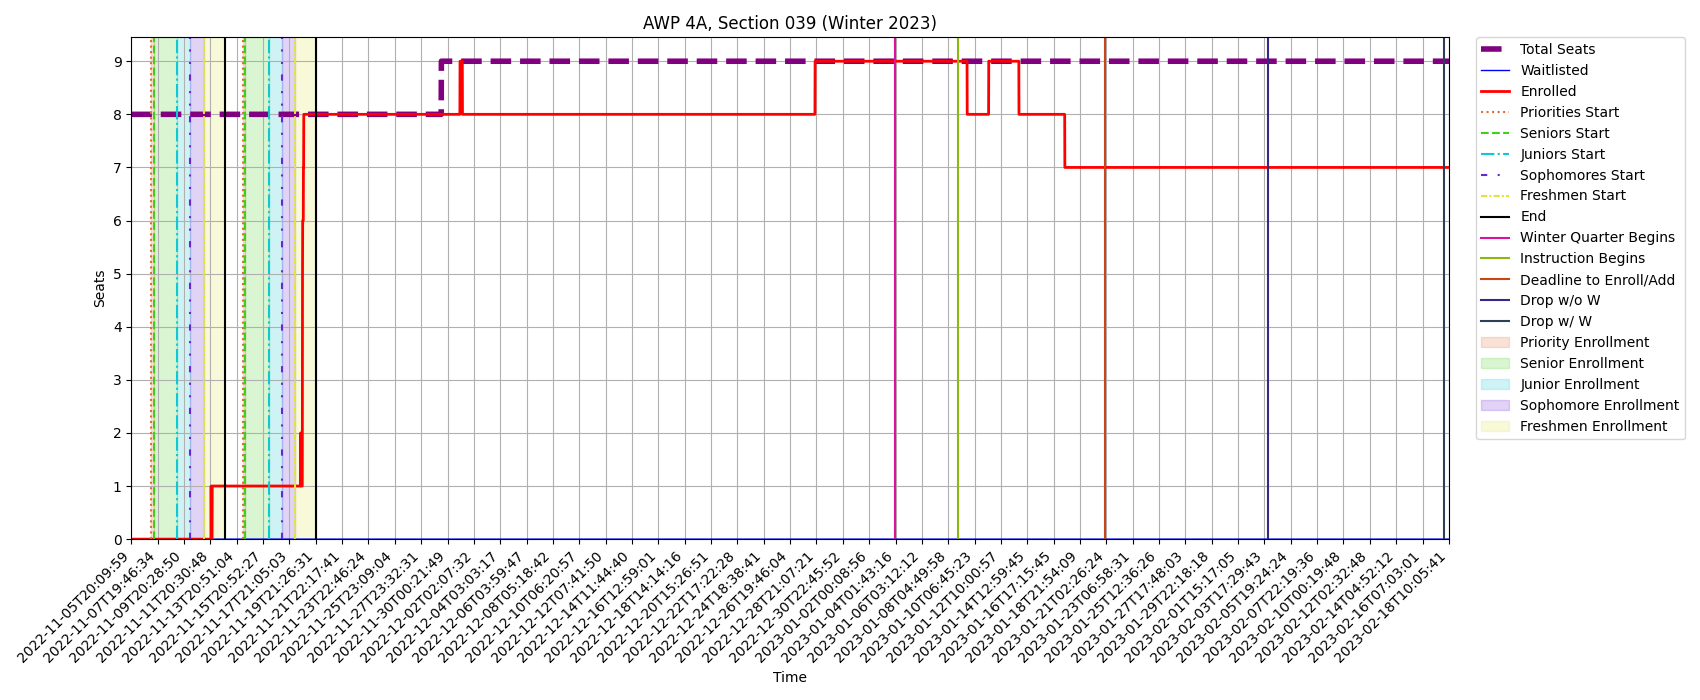 AWP 4A, Section 039 (Winter 2023)
Seats
9
8
7
6
5
4
3
2
1
0
2022-11-05T20:09:59
2022-11-07T19:46:34
2022-11-09T20:28:50
2022-11-11T20:30:48
2022-11-13T20:51:04
2022-11-15T20:52:27
2022-11-17T21:05:03
2022-11-19T21:26:31
2022-11-21T22:17:41
2022-11-23T22:46:24
2022-11-25T23:09:04
2022-11-27T23:32:31
2022-11-30T00:21:49
2022-12-02T02:07:32
2022-12-04T03:03:17
2022-12-06T03:59:47
2022-12-08T05:18:42
2022-12-10T06:20:57
2022-12-12T07:41:50
2022-12-14T11:44:40
2022-12-16T12:59:01
2022-12-18T14:14:16
2022-12-20T15:26:51
2022-12-22T17:22:28
2022-12-24T18:38:41
2022-12-26T19:46:04
2022-12-28T21:07:21
2022-12-30T22:45:52
2023-01-02T00:08:56
2023-01-04T01:43:16
2023-01-06T03:12:12
2023-01-08T04:49:58
2023-01-10T06:45:23
2023-01-12T10:00:57
2023-01-14T12:59:45
2023-01-16T17:15:45
2023-01-18T21:54:09
2023-01-21T02:26:24
2023-01-23T06:58:31
2023-01-25T12:36:26
2023-01-27T17:48:03
2023-01-29T22:18:18
2023-02-01T15:17:05
2023-02-03T17:29:43
2023-02-05T19:24:24
2023-02-07T22:19:36
2023-02-10T00:19:48
2023-02-12T02:32:48
2023-02-14T04:52:12
2023-02-16T07:03:01
2023-02-18T10:05:41
Time
Total Seats
Waitlisted
Enrolled
Priorities Start
Seniors Start
Juniors Start
Sophomores Start
Freshmen Start
End
Winter Quarter Begins
Instruction Begins
Deadline to Enroll/Add
Drop w/o W
Drop w/ W
Priority Enrollment
Senior Enrollment
Junior Enrollment
Sophomore Enrollment
Freshmen Enrollment